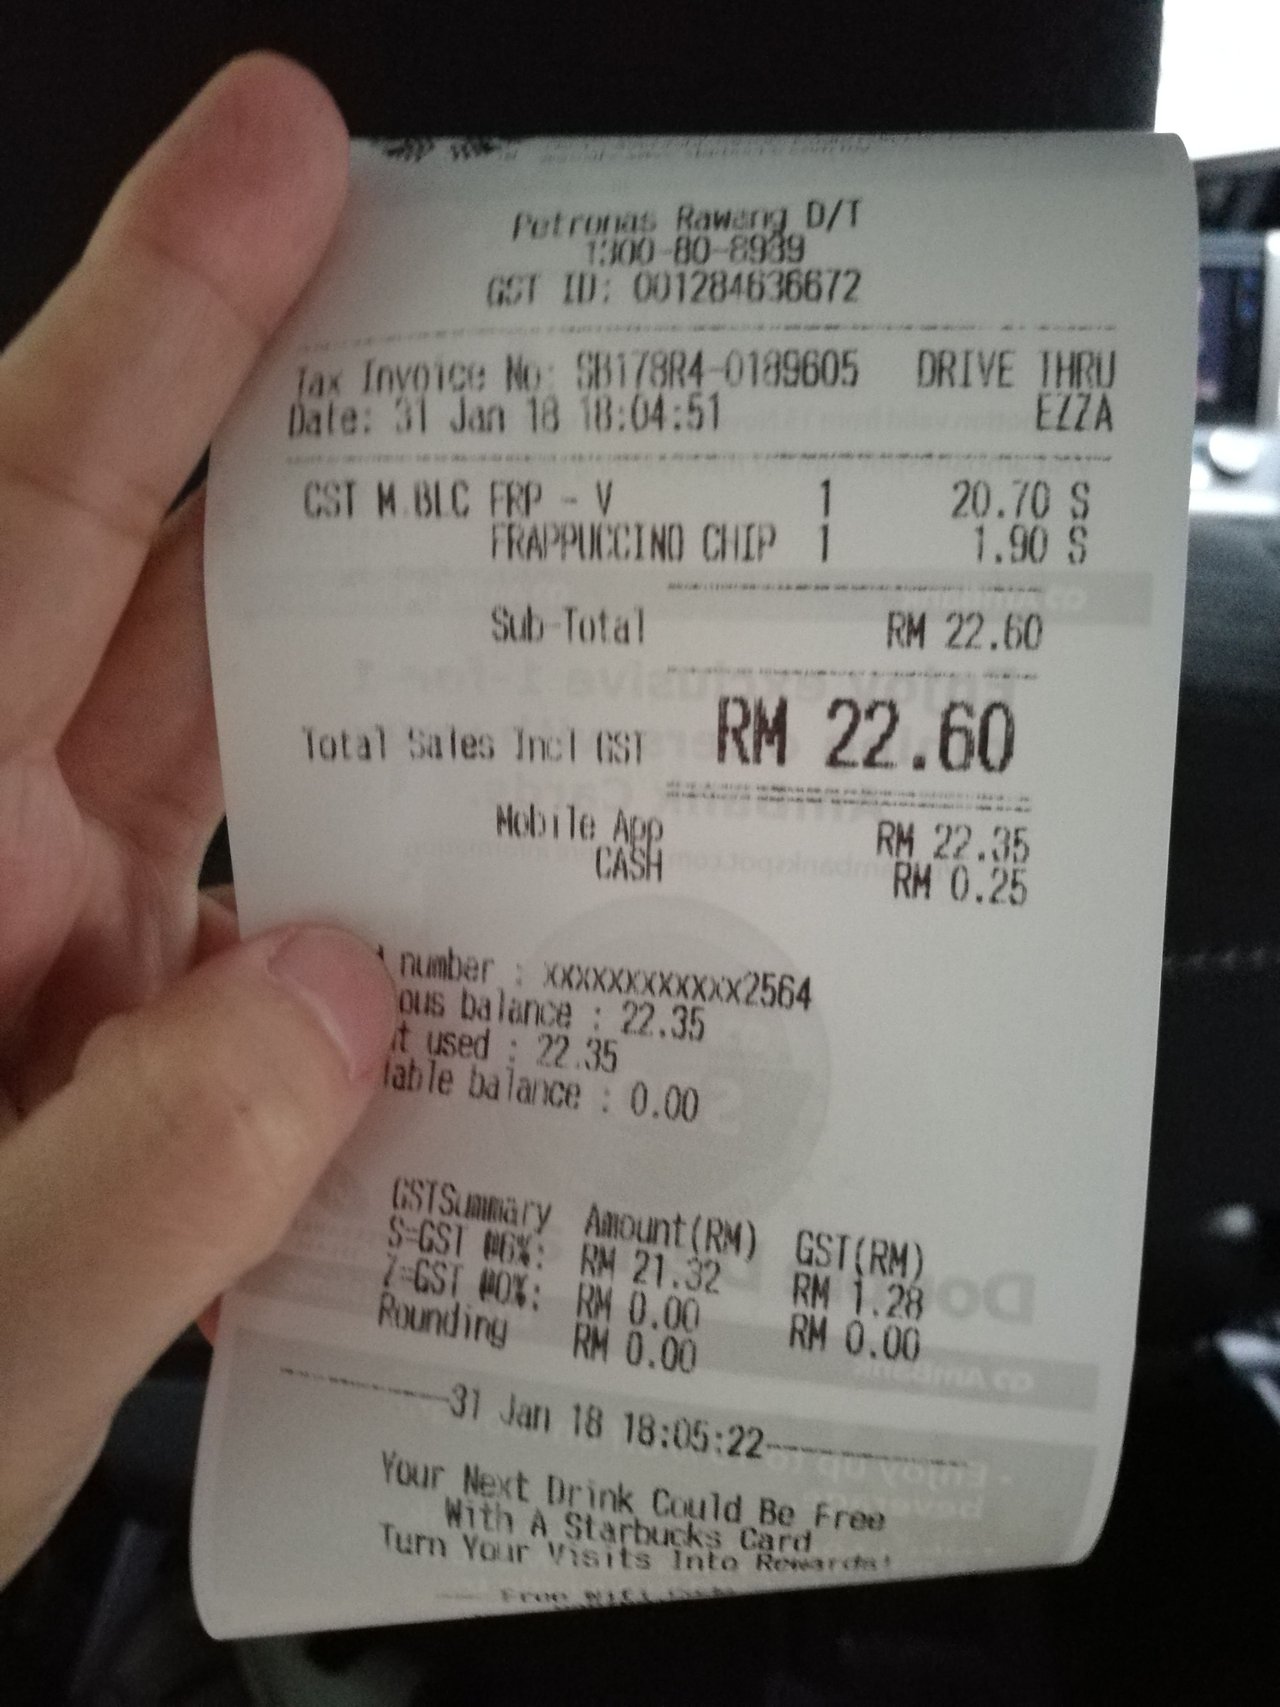 Petronas Rawang D/T
1300-80-8989
GST ID: 001284636672
Tax Invoice No: SB178R4-0189605 DRIVE THRU
Date: 31 Jan 18 18:04:51 EZZA
CST M.BLC FRP - V 1 20.70 S
FRAPPUCCINO CHIP 1 1.90 S
Sub-Total RM 22.60
Total Sales Incl GST RM 22.60
Mobile App RM 22.35
CASH RM 0.25
number : xxxxxxxxxxxx2564
ous balance : 22.35
t used : 22.35
lable balance : 0.00
GSTSummary Amount(RM) GST(RM)
S=GST @6%: RM 21.32 RM 1.28
Z=GST @0%: RM 0.00 RM 0.00
Rounding RM 0.00
31 Jan 18 18:05:22
Your Next Drink Could Be Free
With A Starbucks Card
Turn Your Visits Into Rewards!
Free WiFi